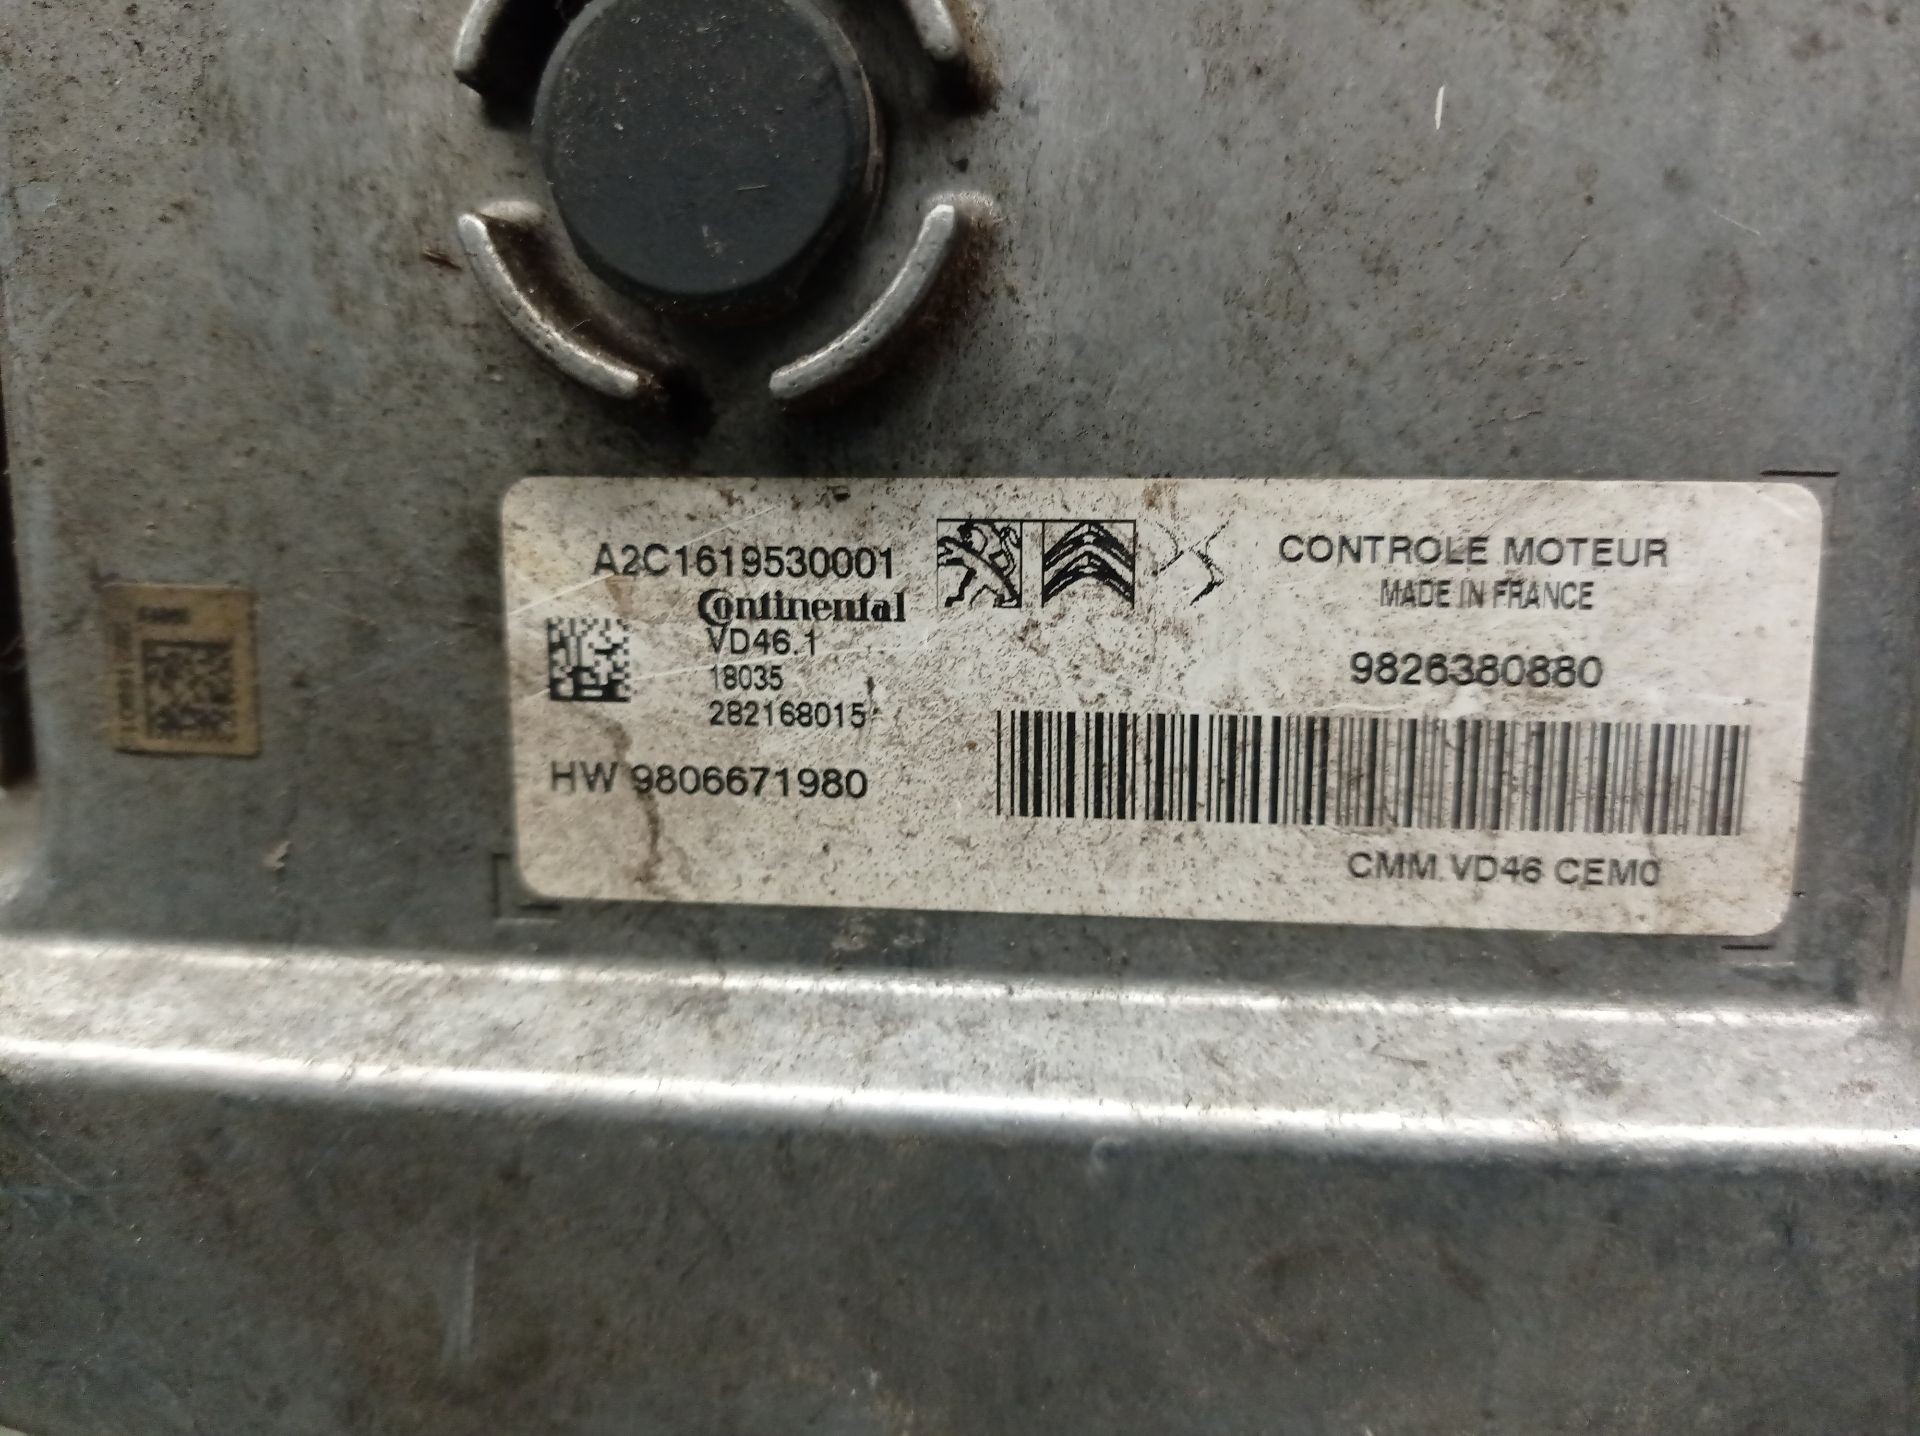 A2C1619530001
Continental
VD46.1
18035
282168015
HW 9806671980
CONTROLE MOTEUR
MADE IN FRANCE
9826380880
CMM VD46 CEM0